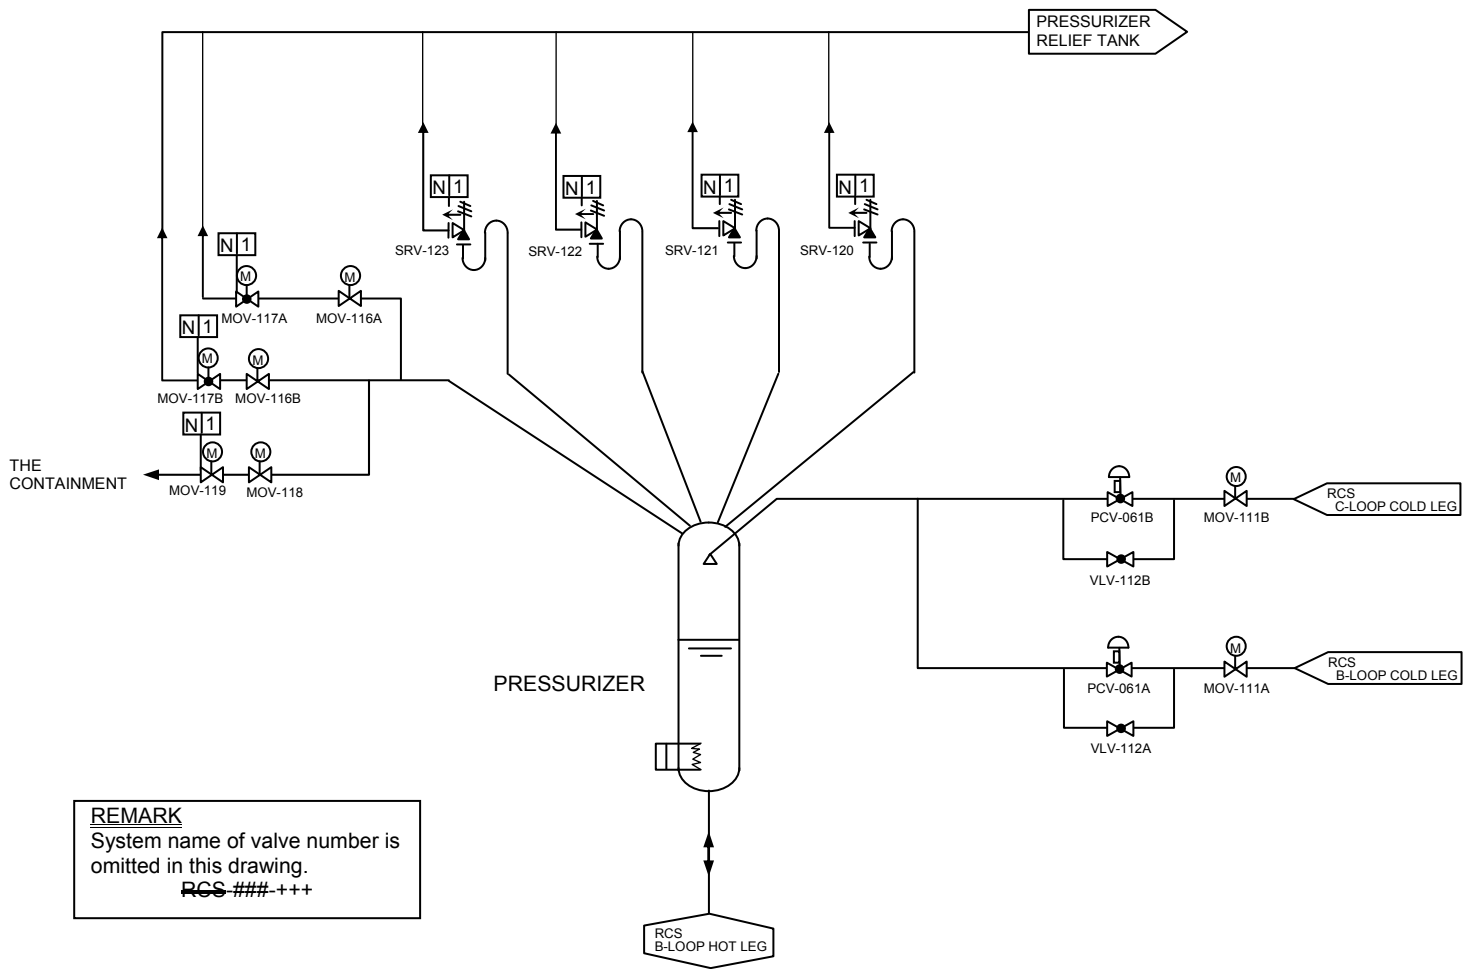 PRESSURIZER
RELIEF TANK
N 1
N 1
N 1
N 1
SRV-123
SRV-122
SRV-121
SRV-120
N 1
M
M
MOV-117A
MOV-116A
N 1
M
M
MOV-117B
MOV-116B
N 1
M
M
THE
CONTAINMENT
MOV-119
MOV-118
M
RCS
C-LOOP COLD LEG
PCV-061B
MOV-111B
VLV-112B
M
RCS
B-LOOP COLD LEG
PCV-061A
MOV-111A
VLV-112A
PRESSURIZER
REMARK
System name of valve number is
omitted in this drawing.
RCS-###-+++
RCS
B-LOOP HOT LEG